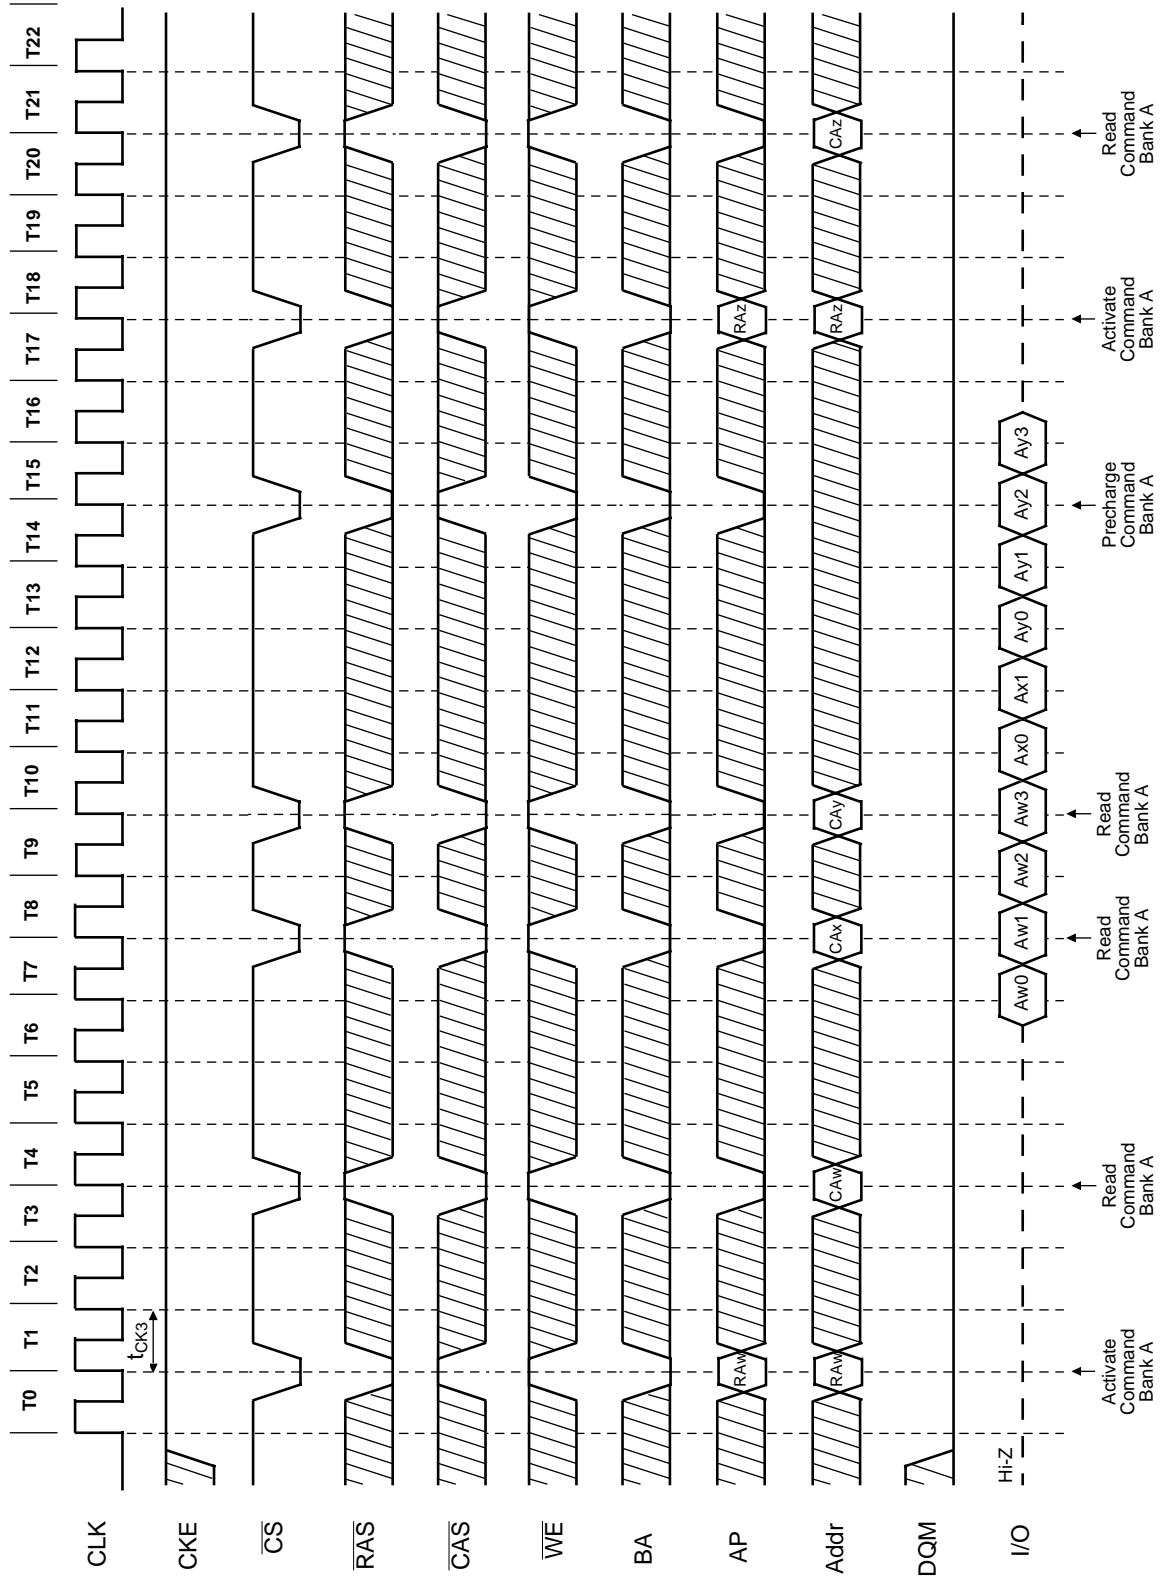 T0 T1 T2 T3 T4 T5 T6 T7 T8 T9 T10 T11 T12 T13 T14 T15 T16 T17 T18 T19 T20 T21 T22
CLK
tCK3
CKE
CS
RAS
CAS
WE
BA
AP
RAw RAz
Addr
RAw CAw CAx CAy RAz CAz
DQM
I/O
Hi-Z
Aw0 Aw1 Aw2 Aw3 Ax0 Ax1 Ay0 Ay1 Ay2 Ay3
Activate
Command
Bank A
Read
Command
Bank A
Read
Command
Bank A
Read
Command
Bank A
Precharge
Command
Bank A
Activate
Command
Bank A
Read
Command
Bank A